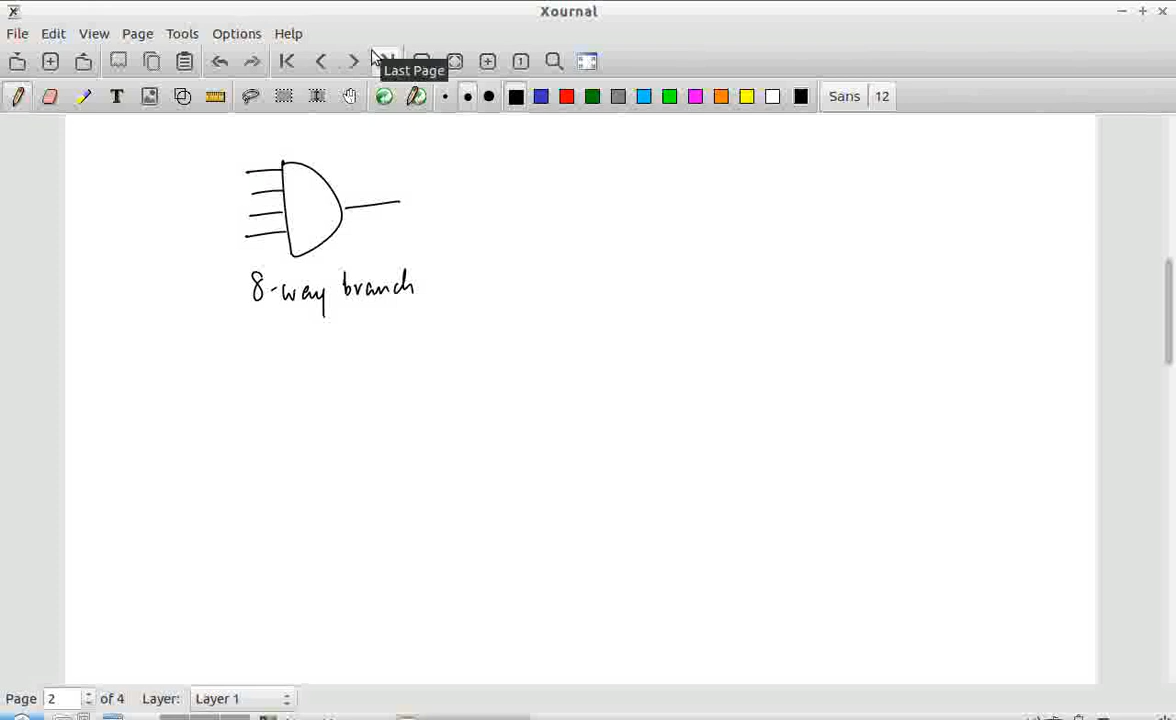 Xournal
File Edit View Page Tools Options Help
Last Page
Sans 12
8-way branch
Page 2 of 4 Layer: Layer 1